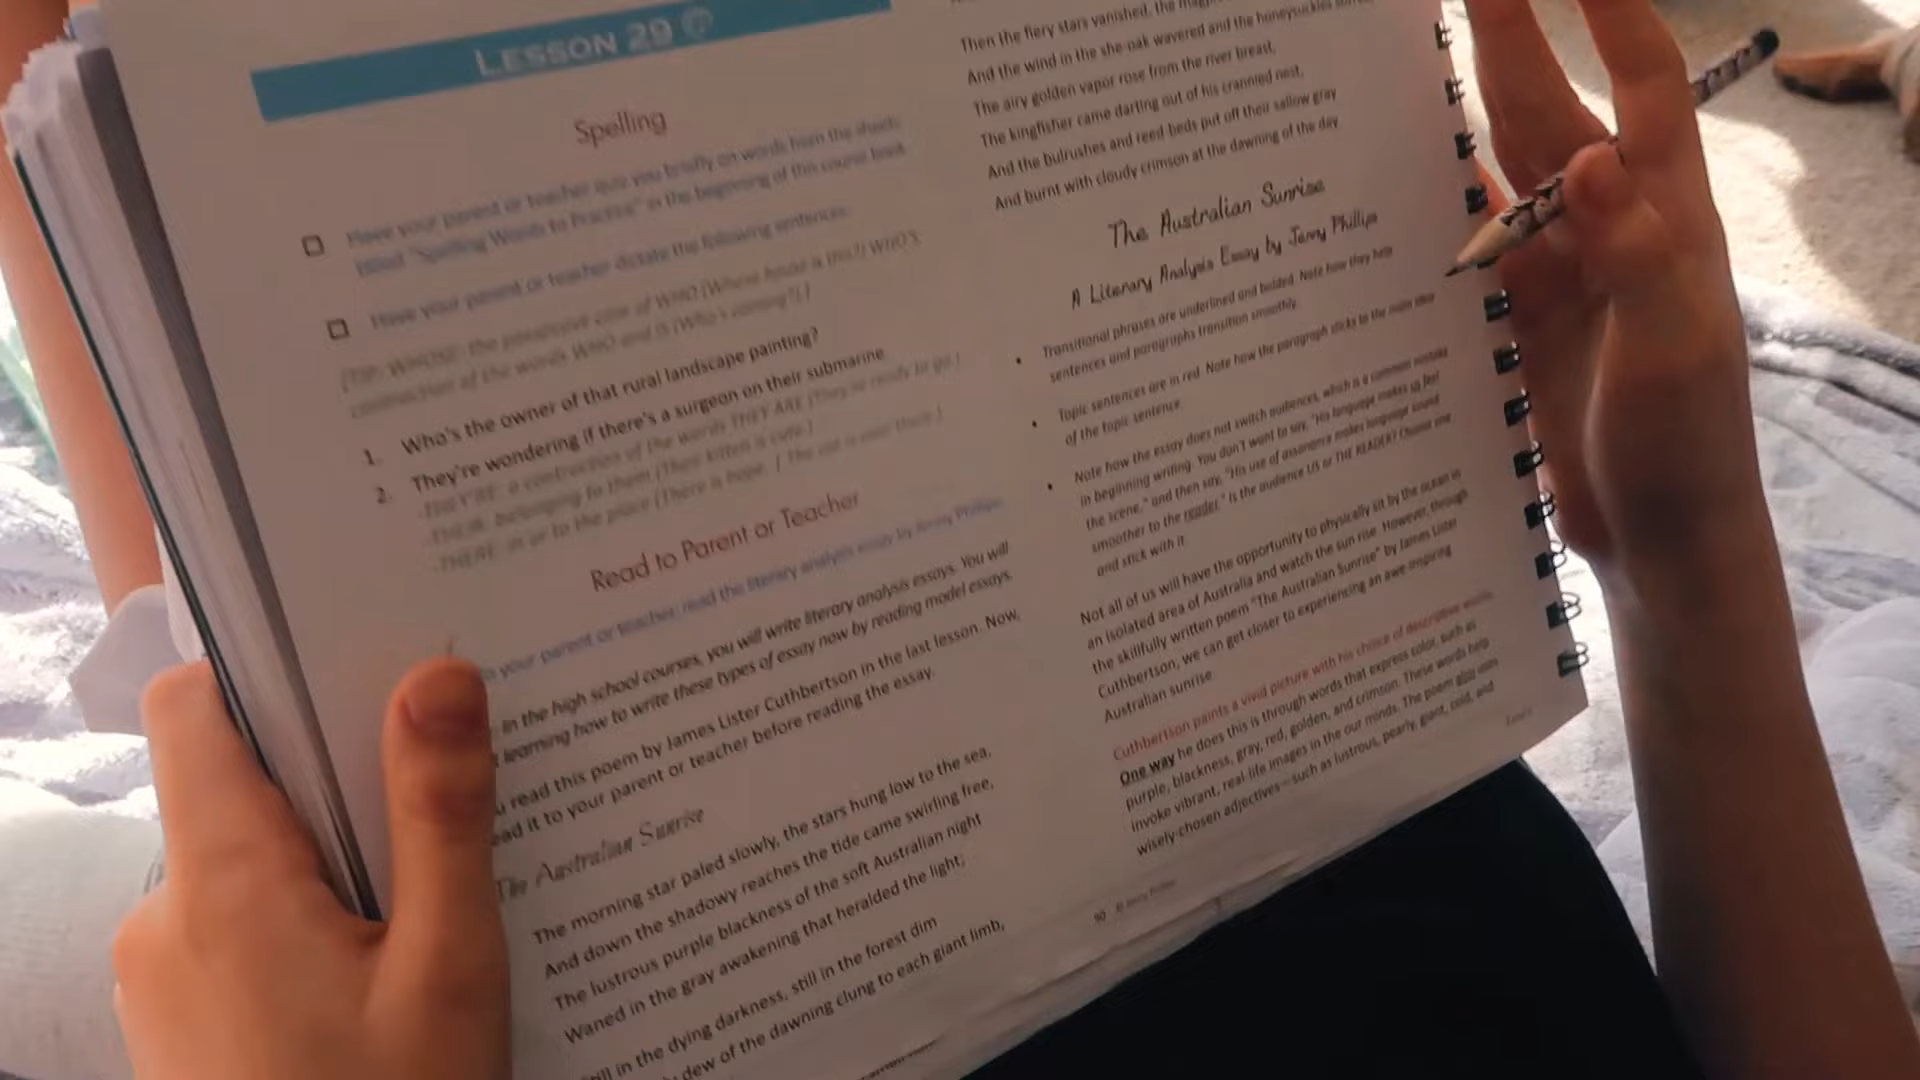 LESSON 29
Spelling
Have your parent or teacher quiz you briefly on words from the sheets
titled "Spelling Words to Practice" in the beginning of this course book.
Have your parent or teacher dictate the following sentences:
[TIP: WHOSE: the possessive case of WHO (Whose house is this?) WHO'S:
contraction of the words WHO and IS (Who's coming?).]
1. Who's the owner of that rural landscape painting?
2. They're wondering if there's a surgeon on their submarine
-THEY'RE: a contraction of the words THEY ARE (They're ready to go.)
-THEIR: belonging to them (Their kitten is cute.)
-THERE: in or to the place (There is hope. | The cat is over there.)
Read to Parent or Teacher
to your parent or teacher, read the literary analysis essay by Jenny Phillips.
In the high school courses, you will write literary analysis essays. You will
learning how to write these types of essay now by reading model essays.
read this poem by James Lister Cuthbertson in the last lesson. Now,
it to your parent or teacher before reading the essay.
The Australian Sunrise
The morning star paled slowly, the stars hung low to the sea,
And down the shadowy reaches the tide came swirling free,
The lustrous purple blackness of the soft Australian night
Waned in the gray awakening that heralded the light;
in the dying darkness, still in the forest dim
dew of the dawning clung to each giant limb,
Then the fiery stars vanished, the
And the wind in the she-oak wavered and the honeysuckles
The airy golden vapor rose from the river breast,
The kingfisher came darting out of his crannied nest,
And the bulrushes and reed-beds put off their sallow gray
And burnt with cloudy crimson at the dawning of the day
The Australian Sunrise
A Literary Analysis Essay by Jenny Phillips
• Transitional phrases are underlined and bolded. Note how they help
sentences and paragraphs transition smoothly.
• Topic sentences are in red. Note how the paragraph sticks to the main idea
of the topic sentence.
• Note how the essay does not switch audiences, which is a common mistake
in beginning writing. You don't want to say, "His language makes us feel
the scene," and then say, "His use of assonance makes language sound
smoother to the reader." Is the audience US or THE READER? Choose one
and stick with it.
Not all of us will have the opportunity to physically sit by the ocean in
an isolated area of Australia and watch the sun rise. However, through
the skillfully written poem "The Australian Sunrise" by James Lister
Cuthbertson, we can get closer to experiencing an awe-inspiring
Australian sunrise.
Cuthbertson paints a vivid picture with his choice of descriptive words.
One way he does this is through words that express color, such as
purple, blackness, gray, red, golden, and crimson. These words help
invoke vibrant, real-life images in the our minds. The poem also uses
wisely-chosen adjectives—such as lustrous, pearly, giant, cold, and
90 © Jenny Phillips